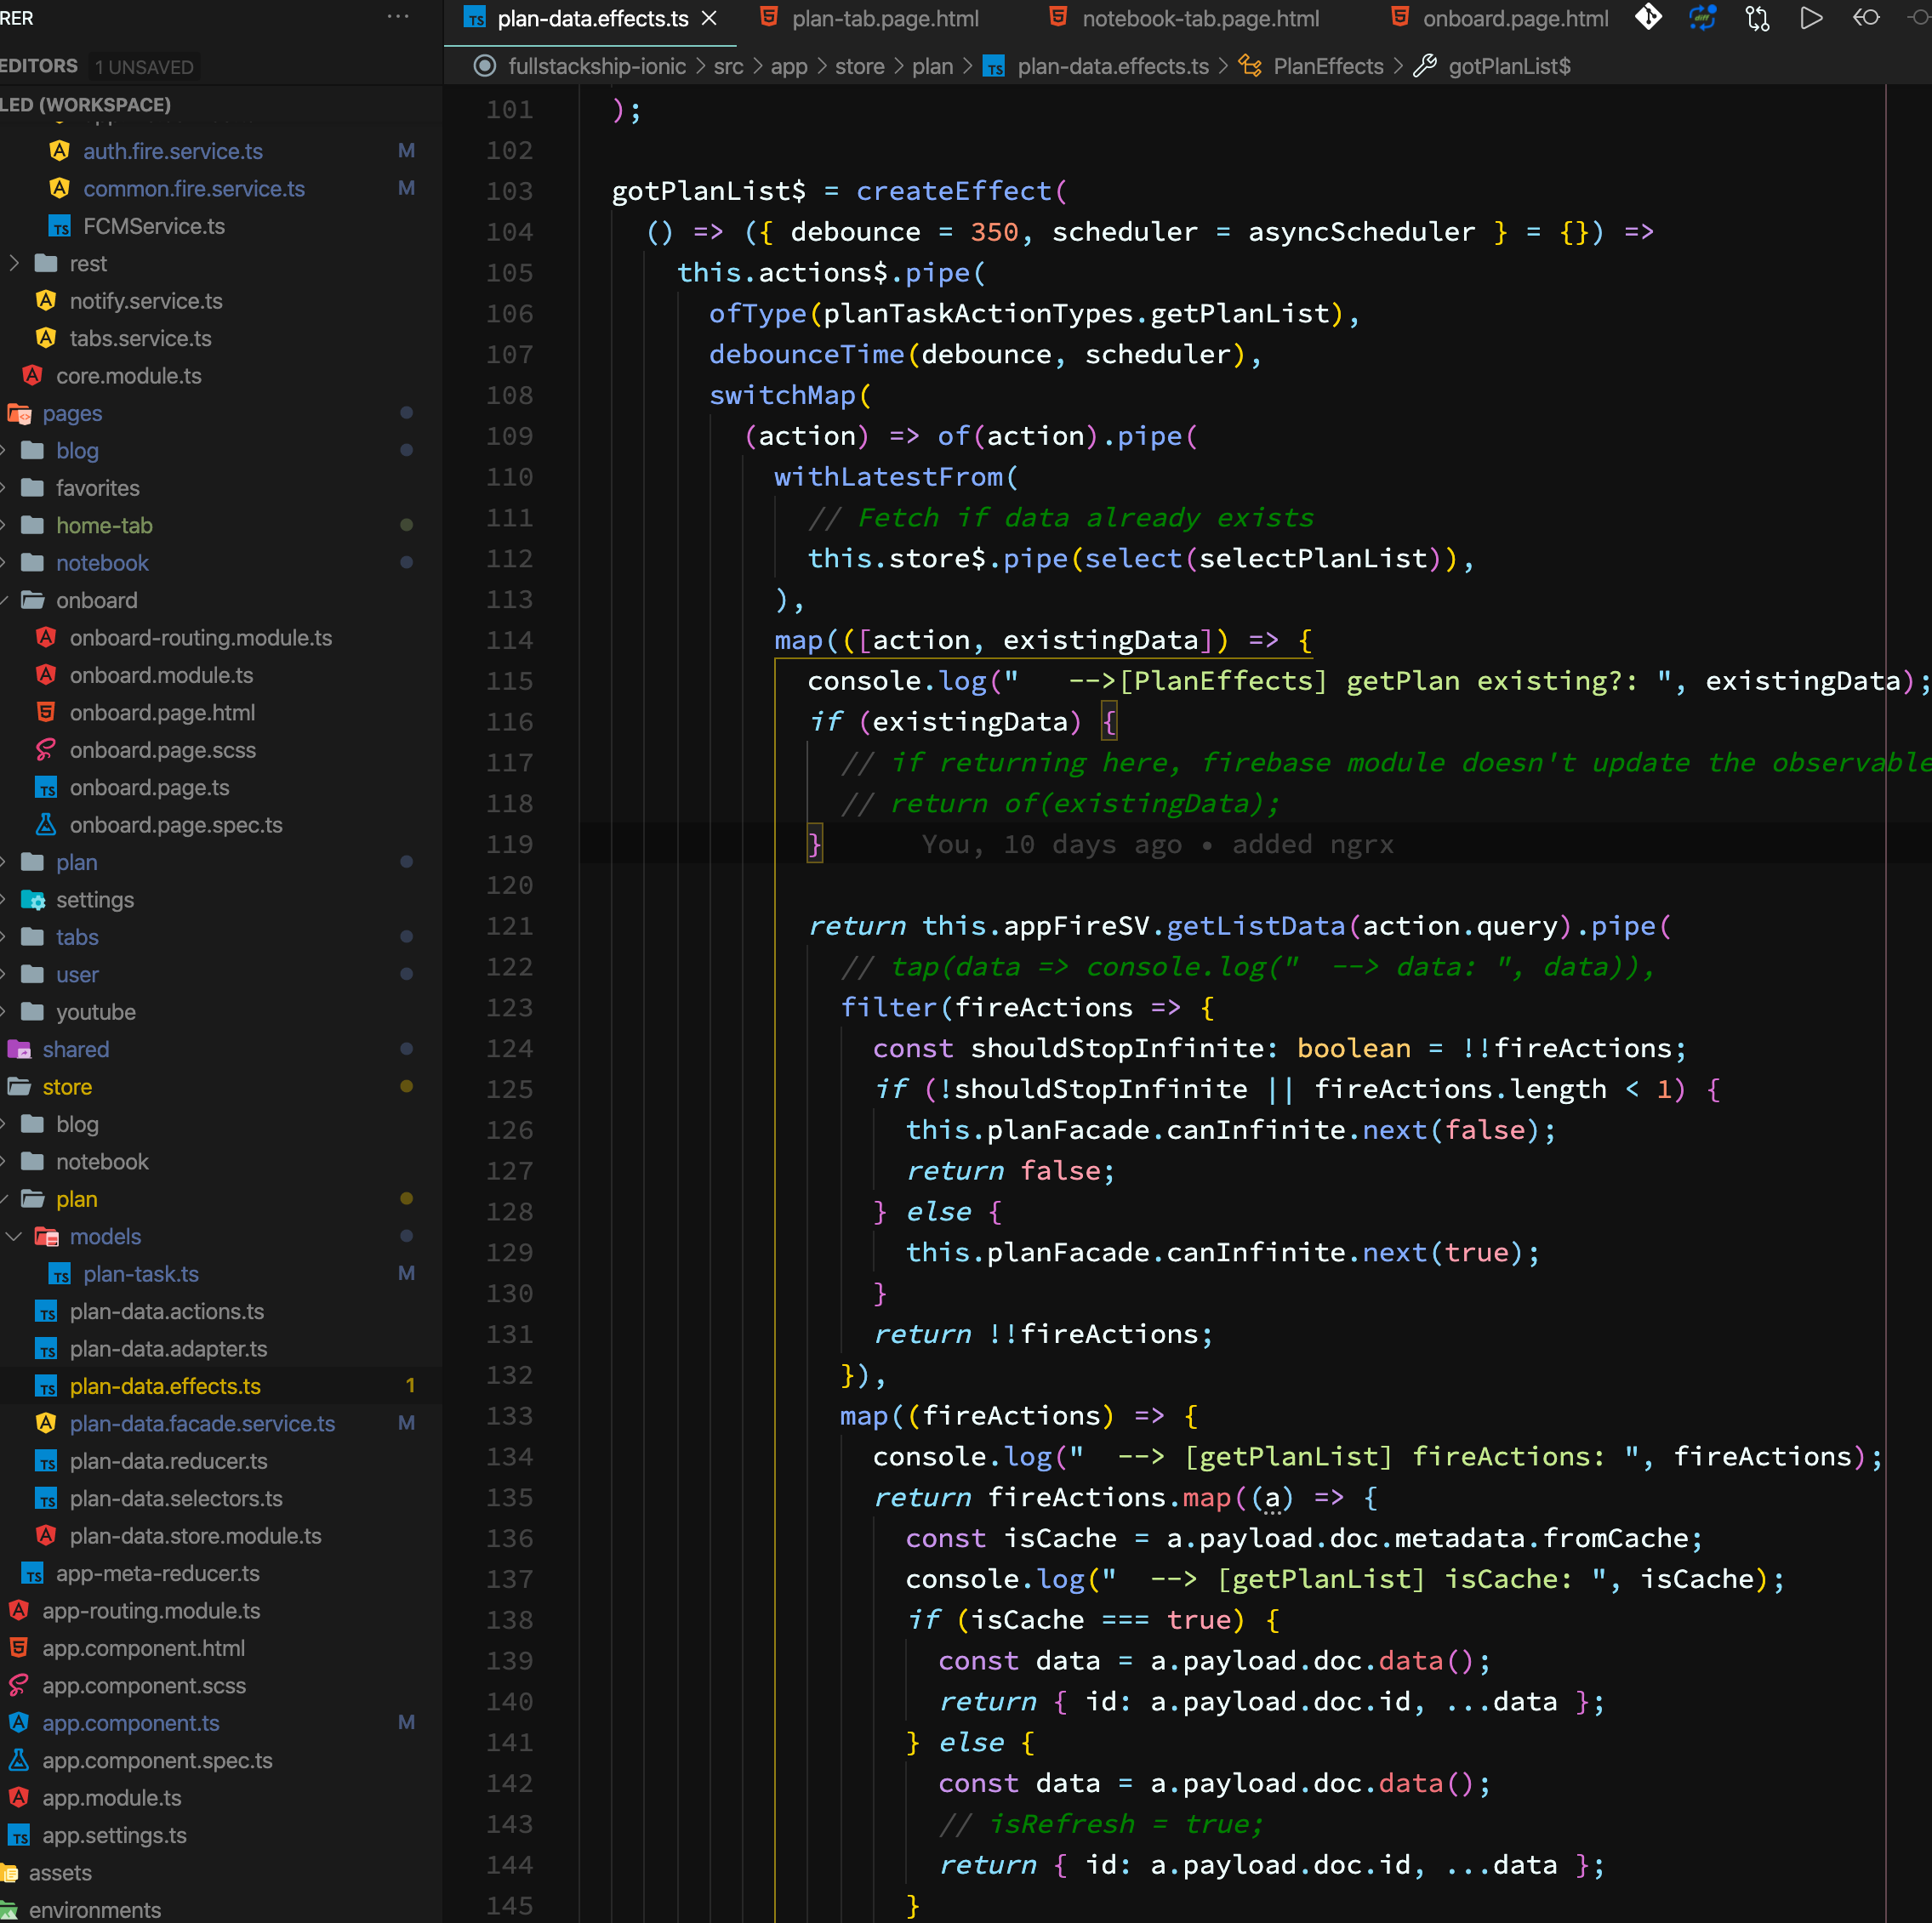 RER
···
EDITORS 1 UNSAVED
LED (WORKSPACE)
auth.fire.service.ts M
common.fire.service.ts M
FCMService.ts
rest
notify.service.ts
tabs.service.ts
core.module.ts
pages
blog
favorites
home-tab
notebook
onboard
onboard-routing.module.ts
onboard.module.ts
onboard.page.html
onboard.page.scss
onboard.page.ts
onboard.page.spec.ts
plan
settings
tabs
user
youtube
shared
store
blog
notebook
plan
models
plan-task.ts M
plan-data.actions.ts
plan-data.adapter.ts
plan-data.effects.ts 1
plan-data.facade.service.ts M
plan-data.reducer.ts
plan-data.selectors.ts
plan-data.store.module.ts
app-meta-reducer.ts
app-routing.module.ts
app.component.html
app.component.scss
app.component.ts M
app.component.spec.ts
app.module.ts
app.settings.ts
assets
environments
plan-data.effects.ts plan-tab.page.html notebook-tab.page.html onboard.page.html
fullstackship-ionic > src > app > store > plan > plan-data.effects.ts > PlanEffects > gotPlanList$
101 );
102
103 gotPlanList$ = createEffect(
104 () => ({ debounce = 350, scheduler = asyncScheduler } = {}) =>
105 this.actions$.pipe(
106 ofType(planTaskActionTypes.getPlanList),
107 debounceTime(debounce, scheduler),
108 switchMap(
109 (action) => of(action).pipe(
110 withLatestFrom(
111 // Fetch if data already exists
112 this.store$.pipe(select(selectPlanList)),
113 ),
114 map(([action, existingData]) => {
115 console.log("   -->[PlanEffects] getPlan existing?: ", existingData);
116 if (existingData) {
117 // if returning here, firebase module doesn't update the observable
118 // return of(existingData);
119 } You, 10 days ago • added ngrx
120
121 return this.appFireSV.getListData(action.query).pipe(
122 // tap(data => console.log("  --> data: ", data)),
123 filter(fireActions => {
124 const shouldStopInfinite: boolean = !!fireActions;
125 if (!shouldStopInfinite || fireActions.length < 1) {
126 this.planFacade.canInfinite.next(false);
127 return false;
128 } else {
129 this.planFacade.canInfinite.next(true);
130 }
131 return !!fireActions;
132 }),
133 map((fireActions) => {
134 console.log("  --> [getPlanList] fireActions: ", fireActions);
135 return fireActions.map((a) => {
136 const isCache = a.payload.doc.metadata.fromCache;
137 console.log("  --> [getPlanList] isCache: ", isCache);
138 if (isCache === true) {
139 const data = a.payload.doc.data();
140 return { id: a.payload.doc.id, ...data };
141 } else {
142 const data = a.payload.doc.data();
143 // isRefresh = true;
144 return { id: a.payload.doc.id, ...data };
145 }